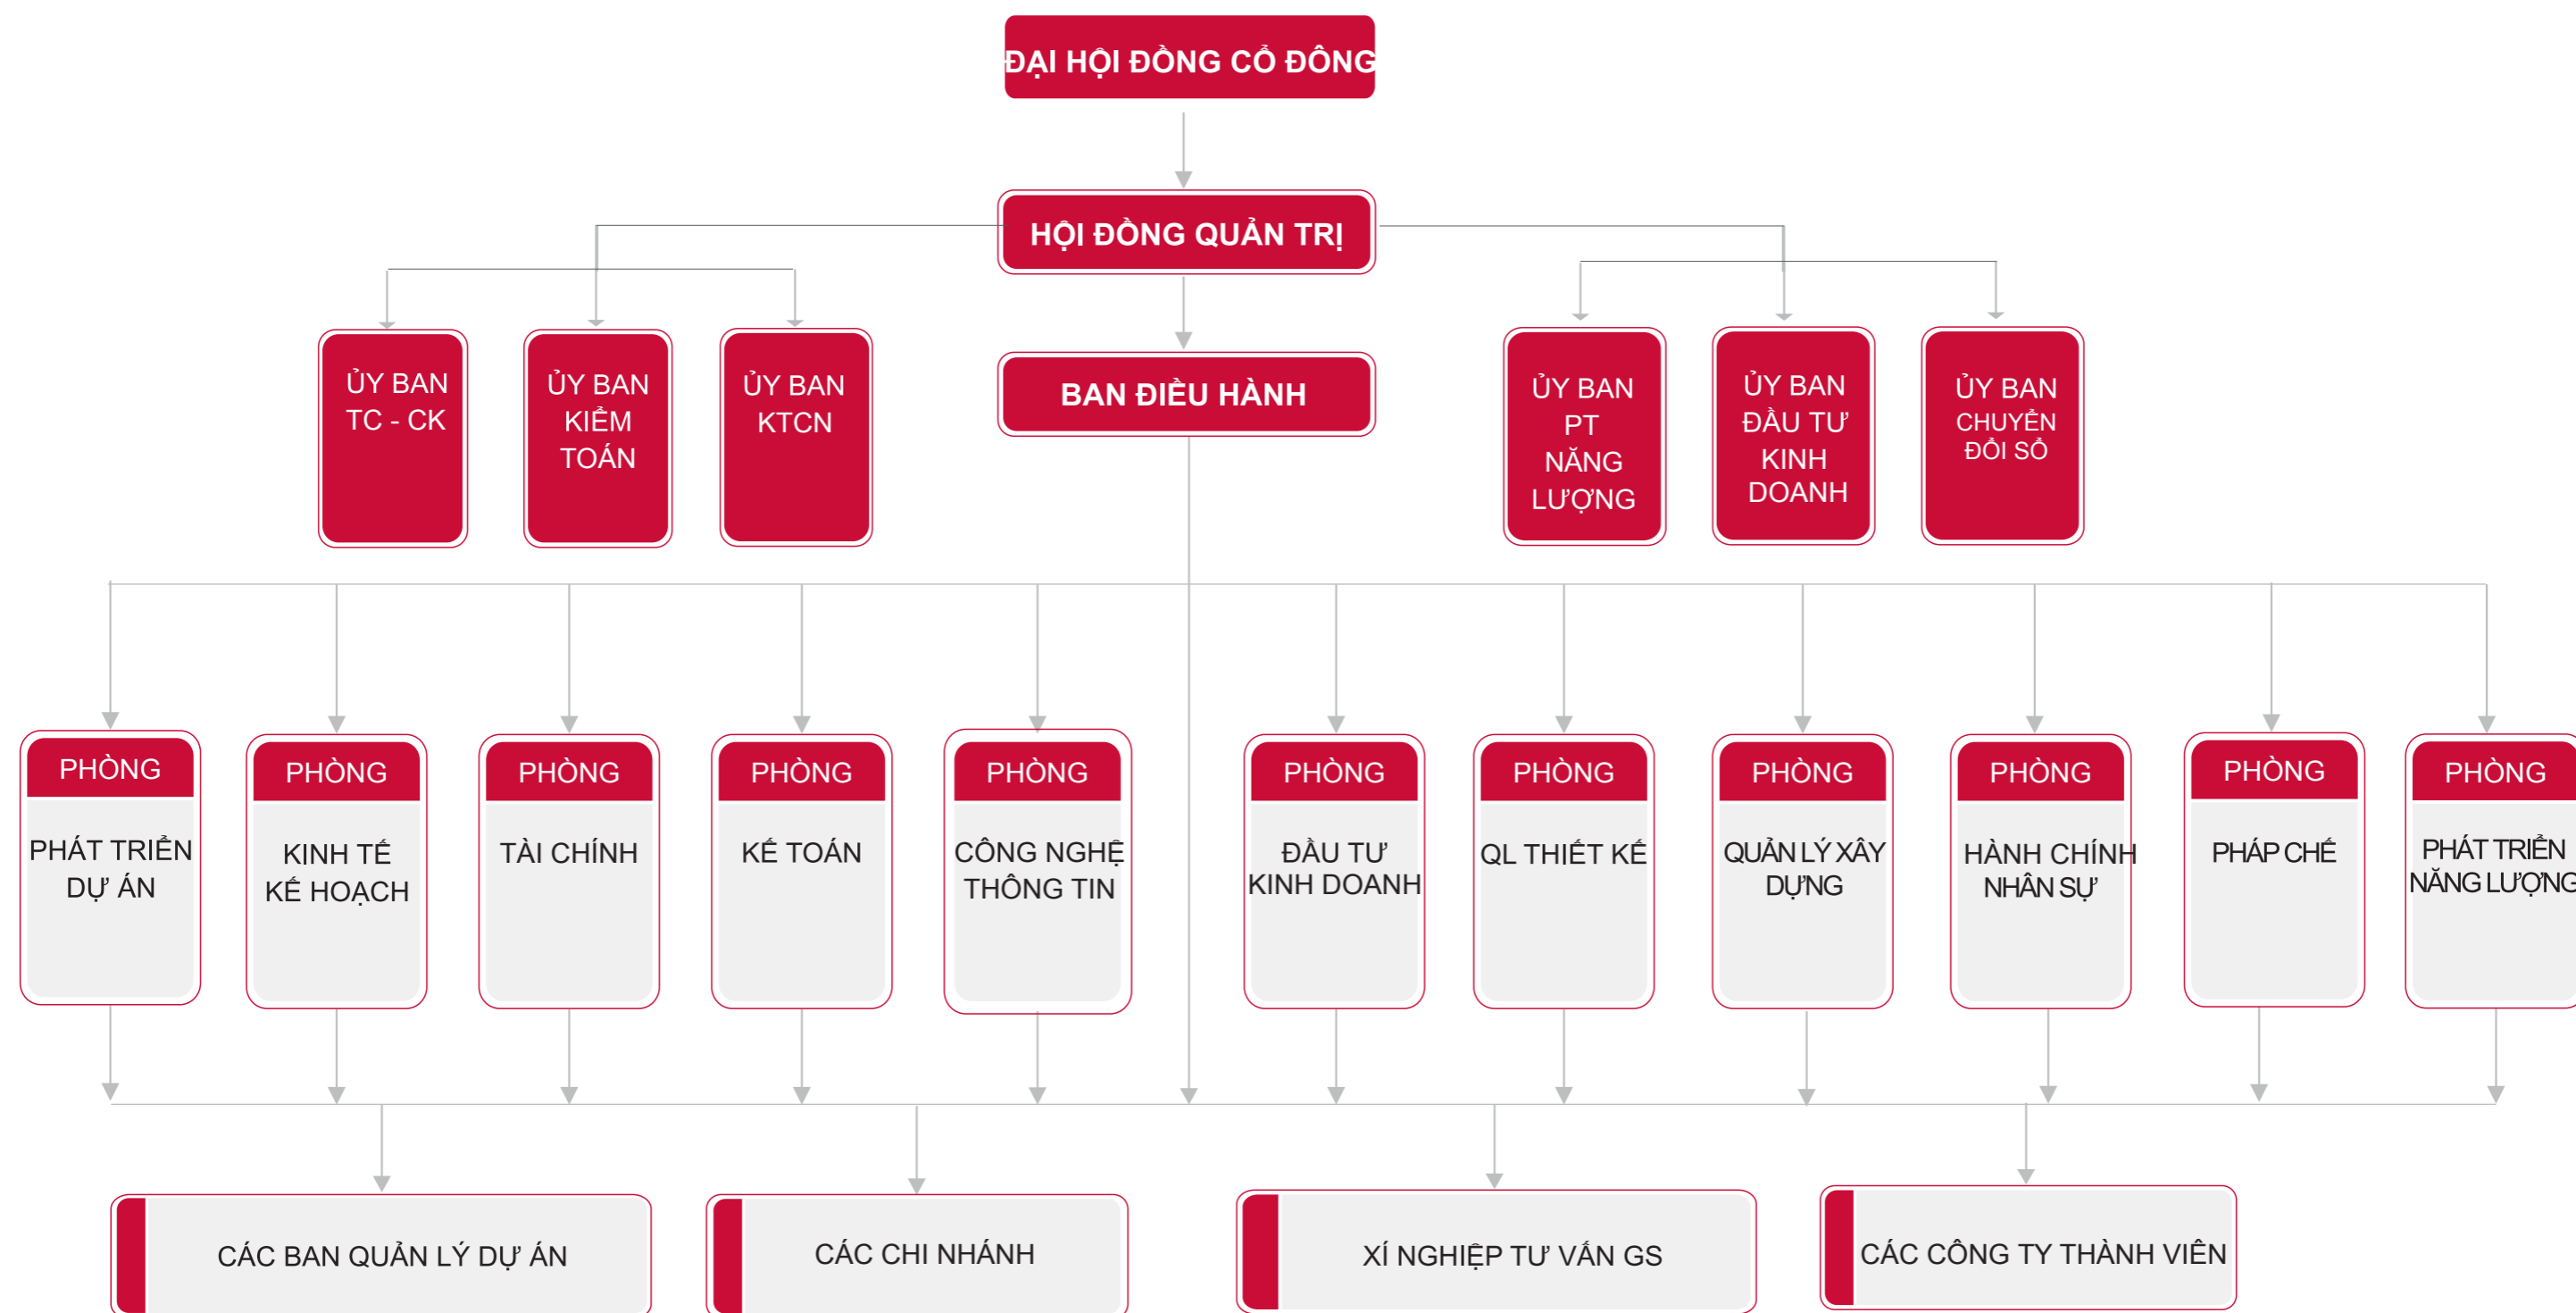 ĐẠI HỘI ĐỒNG CỔ ĐÔNG
HỘI ĐỒNG QUẢN TRỊ
BAN ĐIỀU HÀNH
ỦY BAN
TC - CK
ỦY BAN
KIỂM
TOÁN
ỦY BAN
KTCN
ỦY BAN
PT
NĂNG
LƯỢNG
ỦY BAN
ĐẦU TƯ
KINH
DOANH
ỦY BAN
CHUYỂN
ĐỔI SỔ
PHÒNG
PHÁT TRIỂN
DỰ ÁN
PHÒNG
KINH TẾ
KẾ HOẠCH
PHÒNG
TÀI CHÍNH
PHÒNG
KẾ TOÁN
PHÒNG
CÔNG NGHỆ
THÔNG TIN
PHÒNG
ĐẦU TƯ
KINH DOANH
PHÒNG
QL THIẾT KẾ
PHÒNG
QUẢN LÝ XÂY
DỰNG
PHÒNG
HÀNH CHÍNH
NHÂN SỰ
PHÒNG
PHÁP CHẾ
PHÒNG
PHÁT TRIỂN
NĂNG LƯỢNG
CÁC BAN QUẢN LÝ DỰ ÁN
CÁC CHI NHÁNH
XÍ NGHIỆP TƯ VẤN GS
CÁC CÔNG TY THÀNH VIÊN